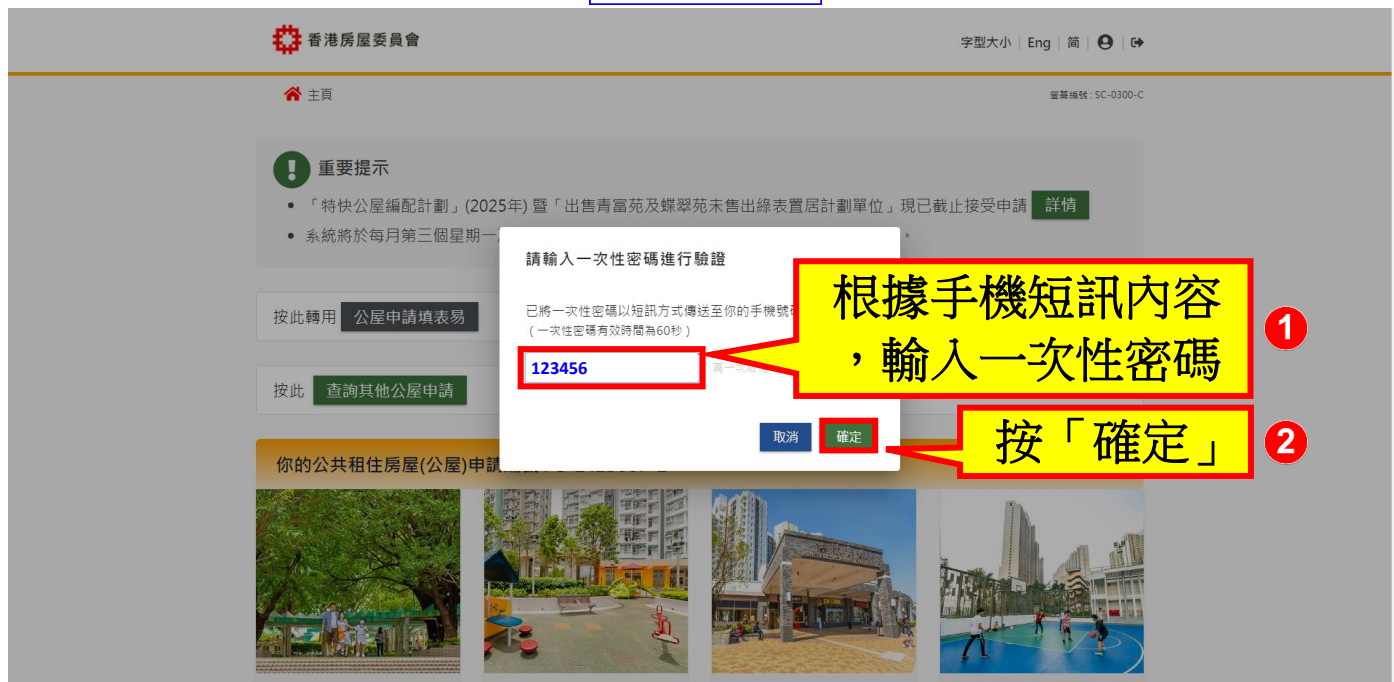 香港房屋委員會
字型大小 | Eng | 简
主頁
螢幕編號 : SC-0300-C
重要提示
「特快公屋編配計劃」(2025年) 暨「出售青富苑及蝶翠苑未售出綠表置居計劃單位」現已截止接受申請 詳情
系統將於每月第三個星期一
請輸入一次性密碼進行驗證
已將一次性密碼以短訊方式傳送至你的手機號
(一次性密碼有效時間為60秒)
123456
根據手機短訊內容
，輸入一次性密碼
1
按此轉用 公屋申請填表易
按此 查詢其他公屋申請
取消 確定
按「確定」
2
你的公共租住房屋(公屋)申請